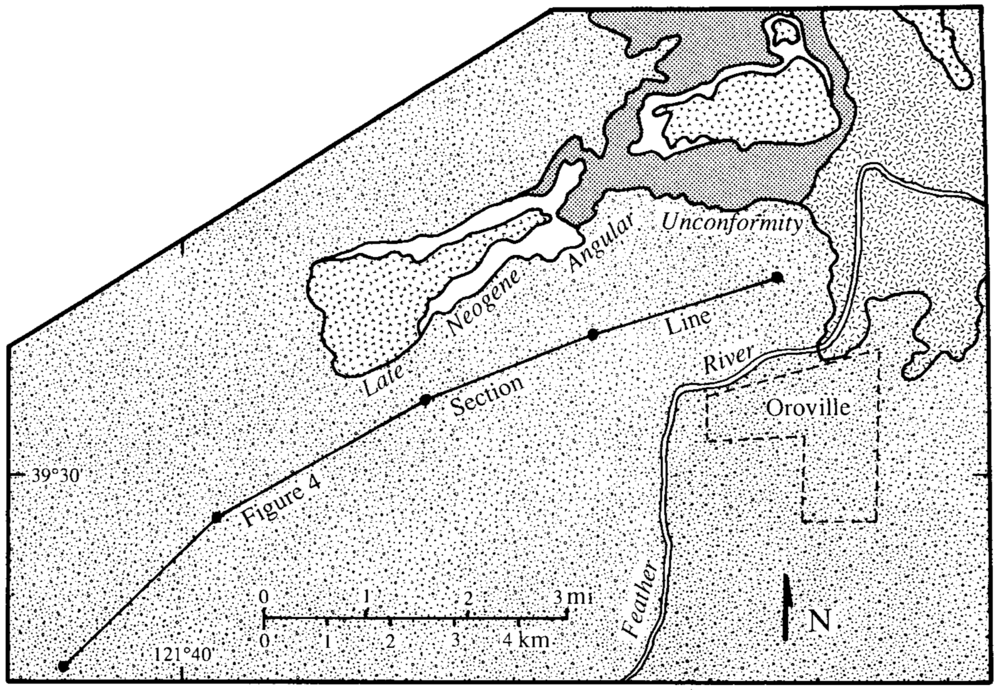 Unconformity
Angular
Neogene
Late
Line
Section
Figure 4
River
Oroville
Feather
39°30'
121°40'
0 1 2 3 mi
0 1 2 3 4 km
N